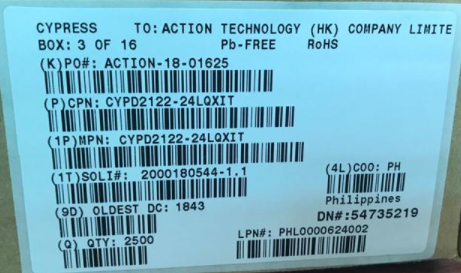 CYPRESS TO: ACTION TECHNOLOGY (HK) COMPANY LIMITE
BOX: 3 OF 16 Pb-FREE RoHS
(K)PO#: ACTION-18-01625
(P)CPN: CYPD2122-24LQXIT
(1P)MPN: CYPD2122-24LQXIT
(1T)SOLI#: 2000180544-1.1
(4L)COO: PH
Philippines
(9D) OLDEST DC: 1843
DN#:54735219
(Q) QTY: 2500
LPN#: PHL0000624002